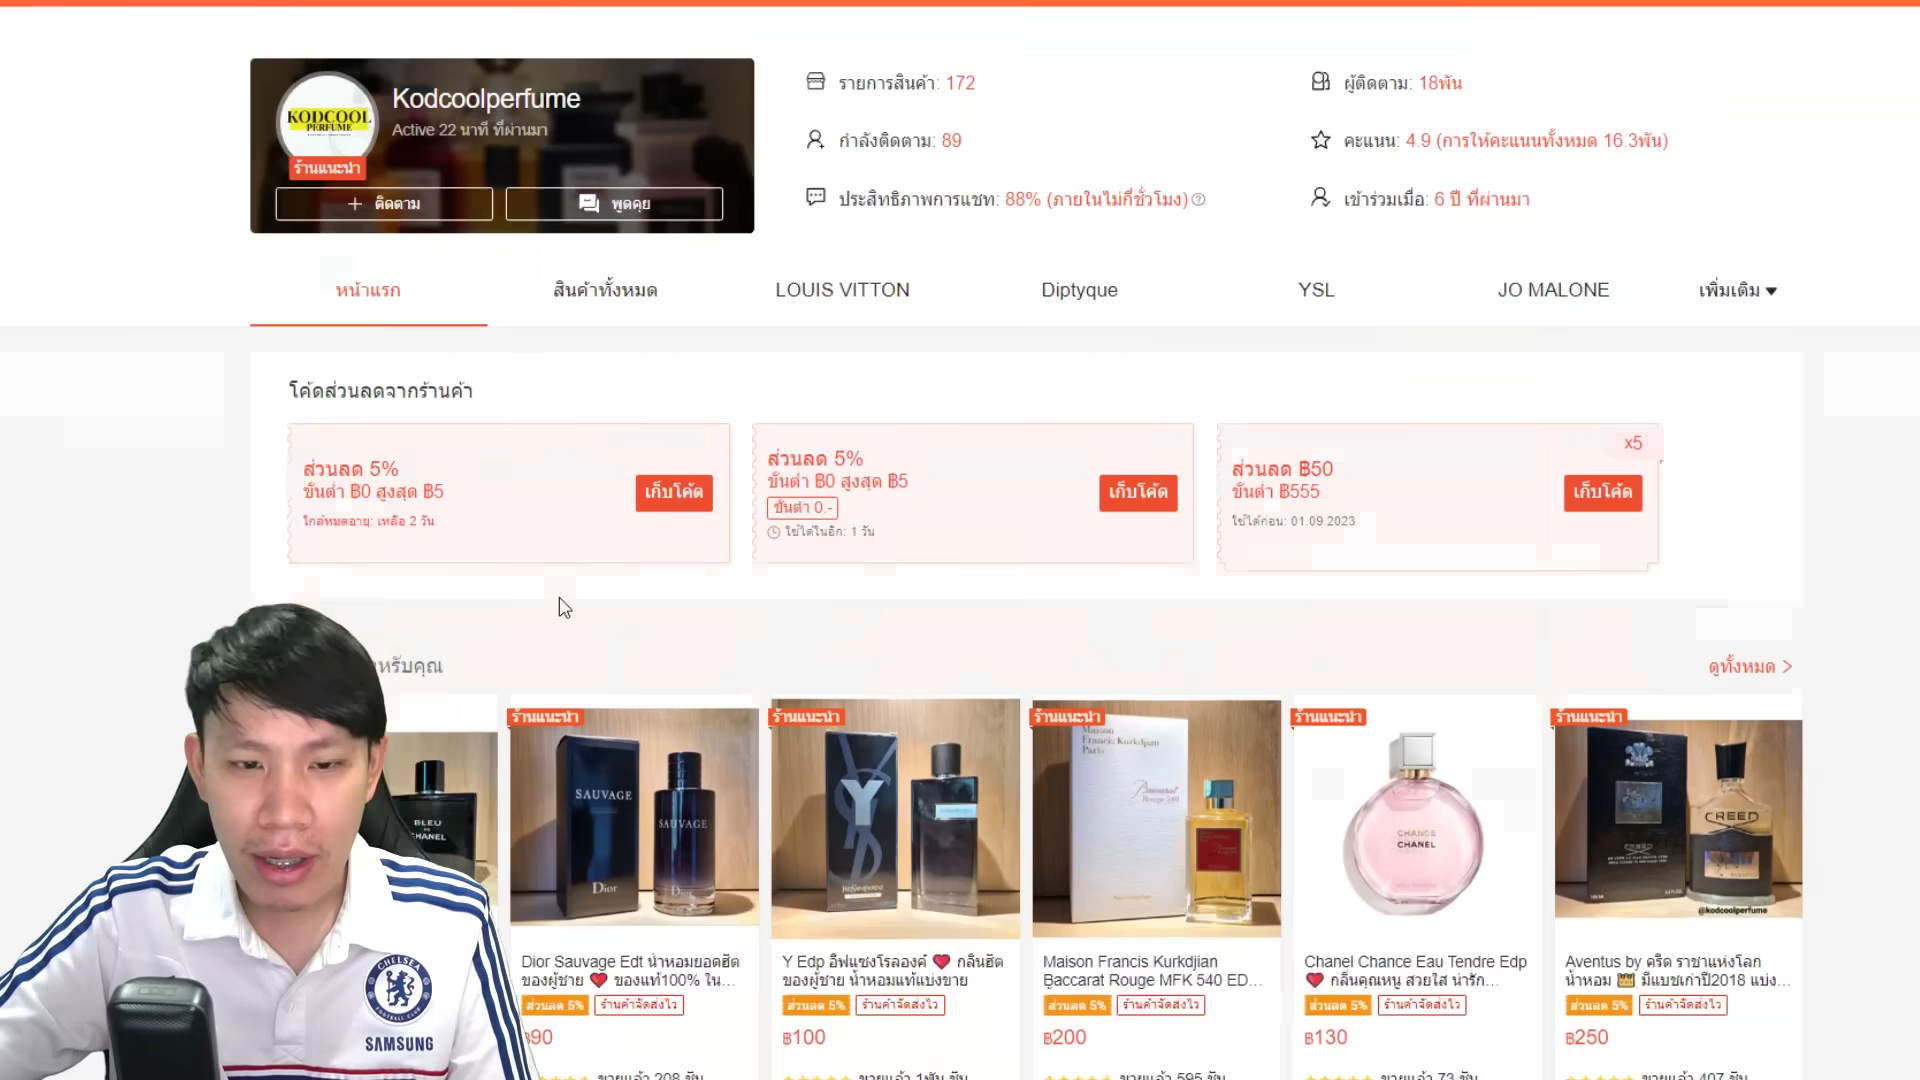 KODCOOL
PERFUME
ร้านแนะนำ
Kodcoolperfume
Active 22 นาที ที่ผ่านมา
+ ติดตาม
พูดคุย
รายการสินค้า: 172
กำลังติดตาม: 89
ประสิทธิภาพการแชท: 88% (ภายในไม่กี่ชั่วโมง)
ผู้ติดตาม: 18พัน
คะแนน: 4.9 (การให้คะแนนทั้งหมด 16.3พัน)
เข้าร่วมเมื่อ: 6 ปี ที่ผ่านมา
หน้าแรก
สินค้าทั้งหมด
LOUIS VITTON
Diptyque
YSL
JO MALONE
เพิ่มเติม
โค้ดส่วนลดจากร้านค้า
ส่วนลด 5%
ขั้นต่ำ ฿0 สูงสุด ฿5
ใกล้หมดอายุ: เหลือ 2 วัน
เก็บโค้ด
ส่วนลด 5%
ขั้นต่ำ ฿0 สูงสุด ฿5
ขั้นต่ำ 0.-
ใช้ได้ในอีก: 1 วัน
เก็บโค้ด
x5
ส่วนลด ฿50
ขั้นต่ำ ฿555
ใช้ได้ก่อน: 01.09.2023
เก็บโค้ด
หรับคุณ
ดูทั้งหมด >
BLEU
DE
CHANEL
ร้านแนะนำ
SAUVAGE
Dior
SAUVAGE
Dior
Dior Sauvage Edt น้ำหอมยอดฮิต
ของผู้ชาย ❤️ ของแท้100% ใน...
ส่วนลด 5%
ร้านค้าจัดส่งไว
฿90
ขายแล้ว 208 ชิ้น
ร้านแนะนำ
Y
Y Edp อีฟแซงโรลองค์ ❤️ กลิ่นฮิต
ของผู้ชาย น้ำหอมแท้แบ่งขาย
ส่วนลด 5%
ร้านค้าจัดส่งไว
฿100
ขายแล้ว 1พัน ชิ้น
ร้านแนะนำ
Maison
Francis Kurkdjian
Paris
Baccarat
Rouge 540
Maison Francis Kurkdjian
Baccarat Rouge MFK 540 ED...
ส่วนลด 5%
ร้านค้าจัดส่งไว
฿200
ขายแล้ว 595 ชิ้น
ร้านแนะนำ
CHANCE
CHANEL
Chanel Chance Eau Tendre Edp
❤️ กลิ่นคุณหนู สวยใส น่ารัก...
ส่วนลด 5%
ร้านค้าจัดส่งไว
฿130
ขายแล้ว 73 ชิ้น
ร้านแนะนำ
CREED
@kodcoolperfume
Aventus by ครีด ราชาแห่งโลก
น้ำหอม 👑 มีแบชเก่าปี2018 แบ่ง...
ส่วนลด 5%
ร้านค้าจัดส่งไว
฿250
ขายแล้ว 407 ชิ้น
CHELSEA
FOOTBALL CLUB
SAMSUNG